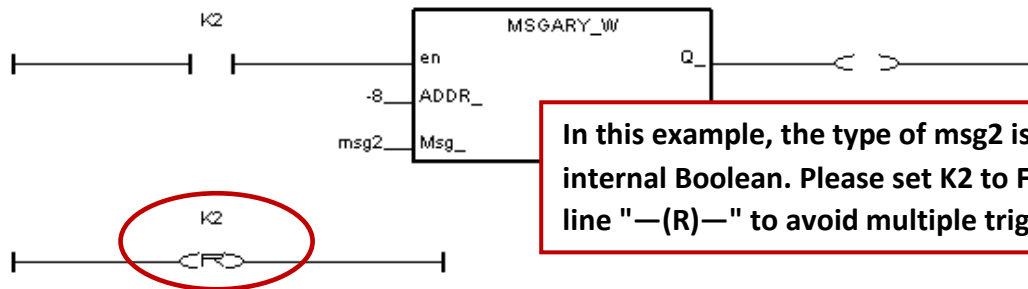 K2
MSGARY_W
en
Q_
-8
ADDR_
msg2
Msg_
In this example, the type of msg2 is
internal Boolean. Please set K2 to
line "—(R)—" to avoid multiple
K2
R